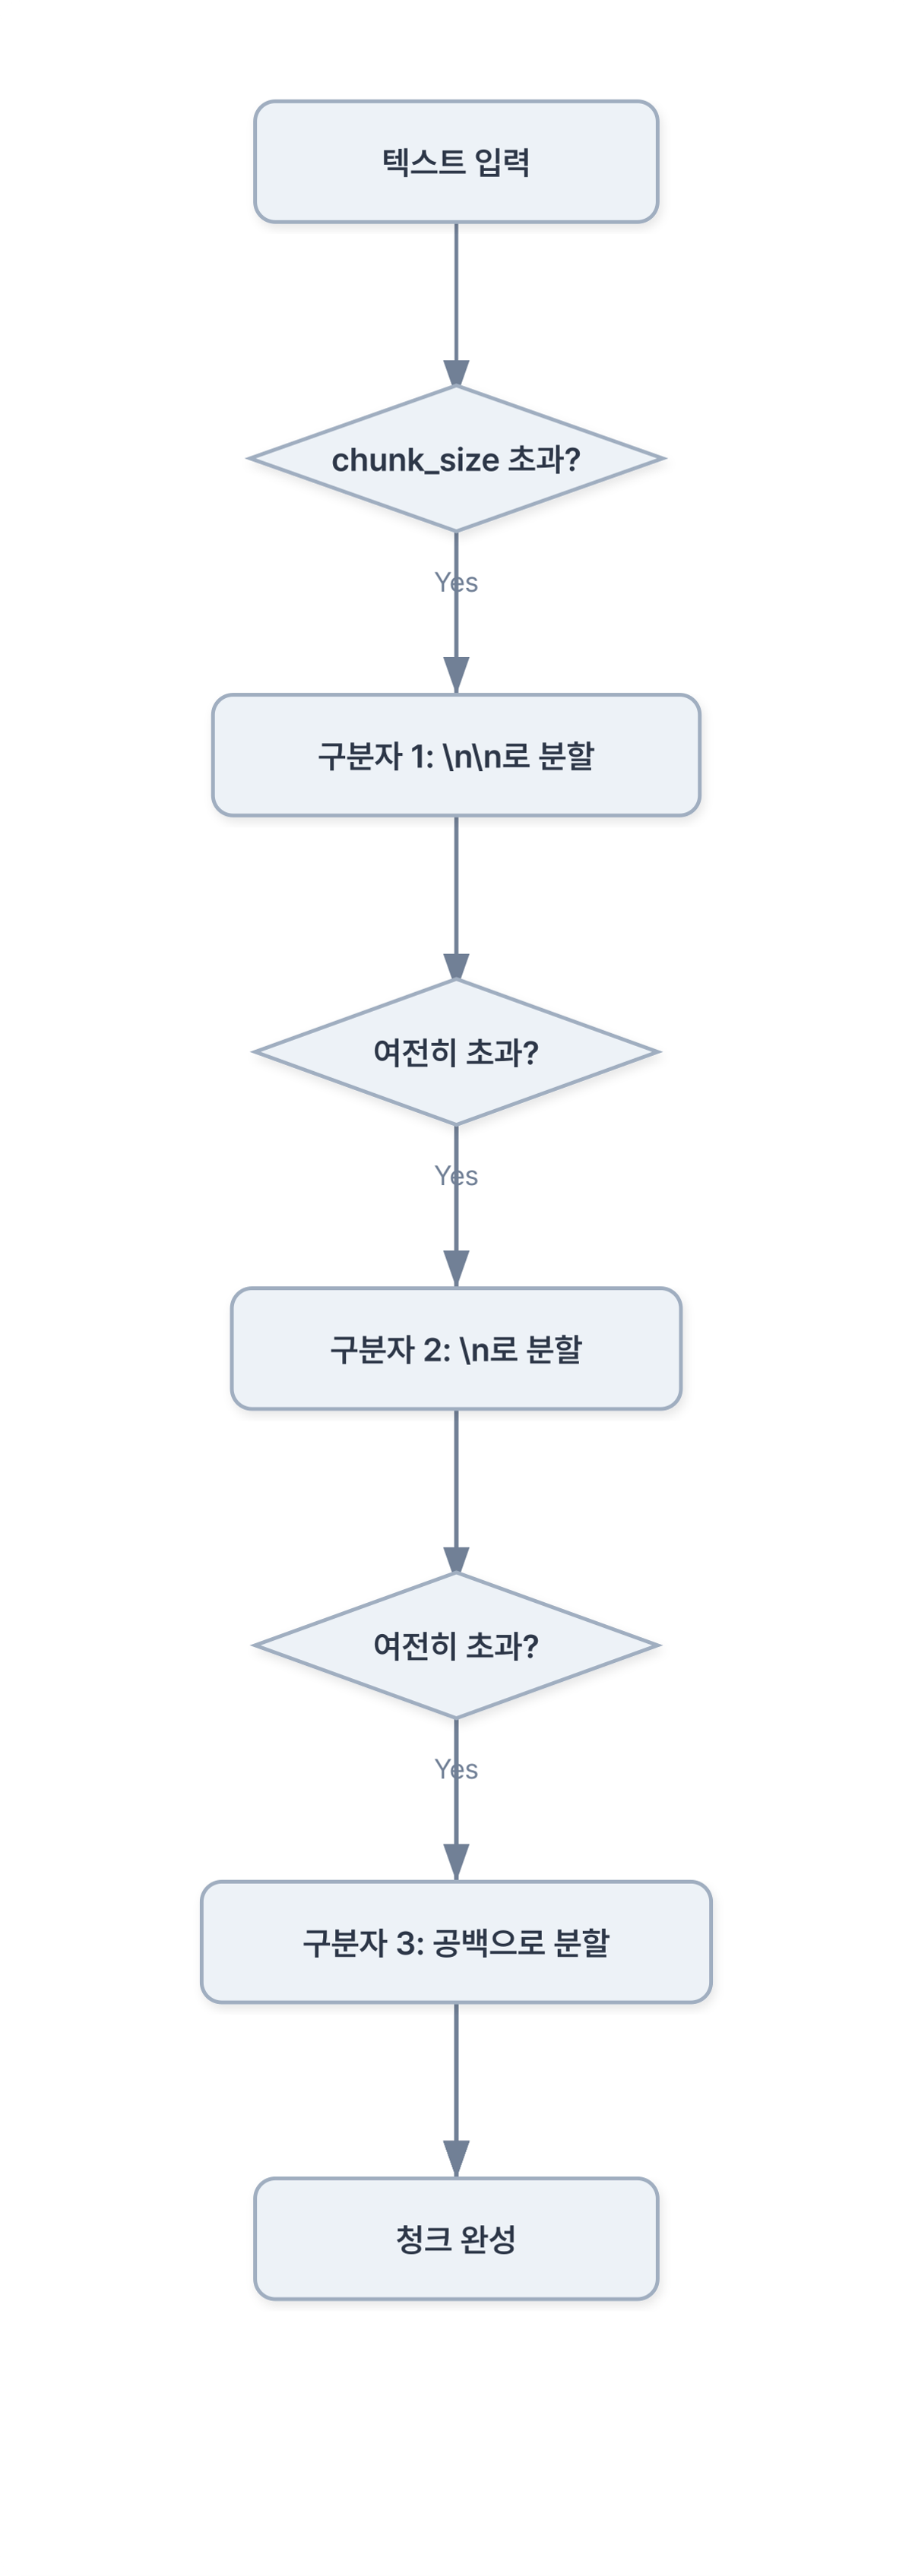 텍스트 입력
chunk_size 초과?
Yes
구분자 1: \n\n로 분할
여전히 초과?
Yes
구분자 2: \n로 분할
여전히 초과?
Yes
구분자 3: 공백으로 분할
청크 완성